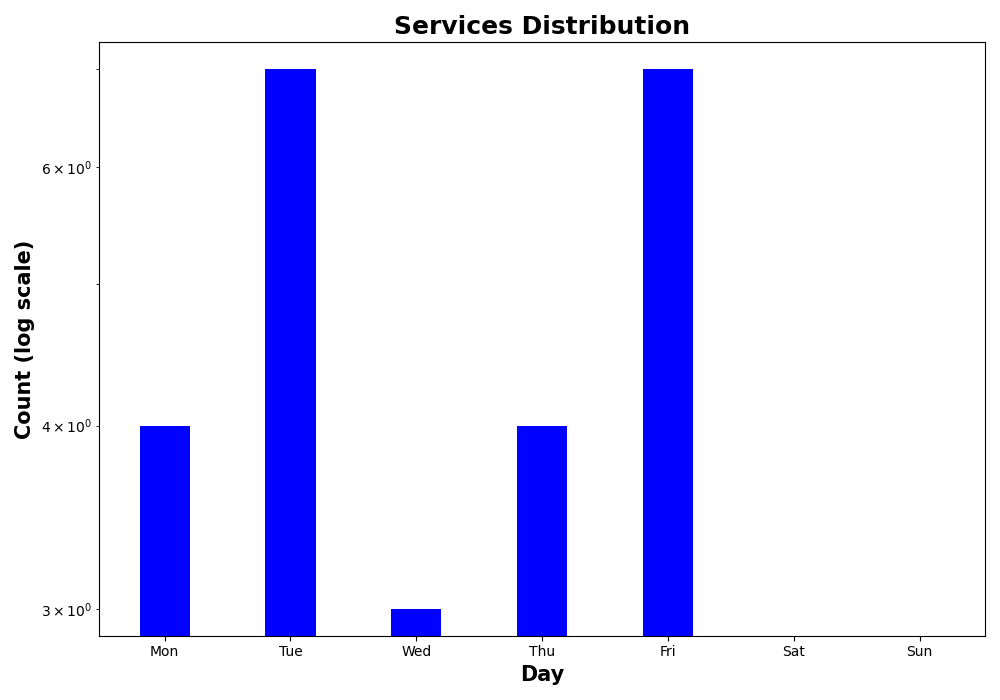 Services Distribution
Count (log scale)
6 × 10⁰
4 × 10⁰
3 × 10⁰
Mon Tue Wed Thu Fri Sat Sun
Day